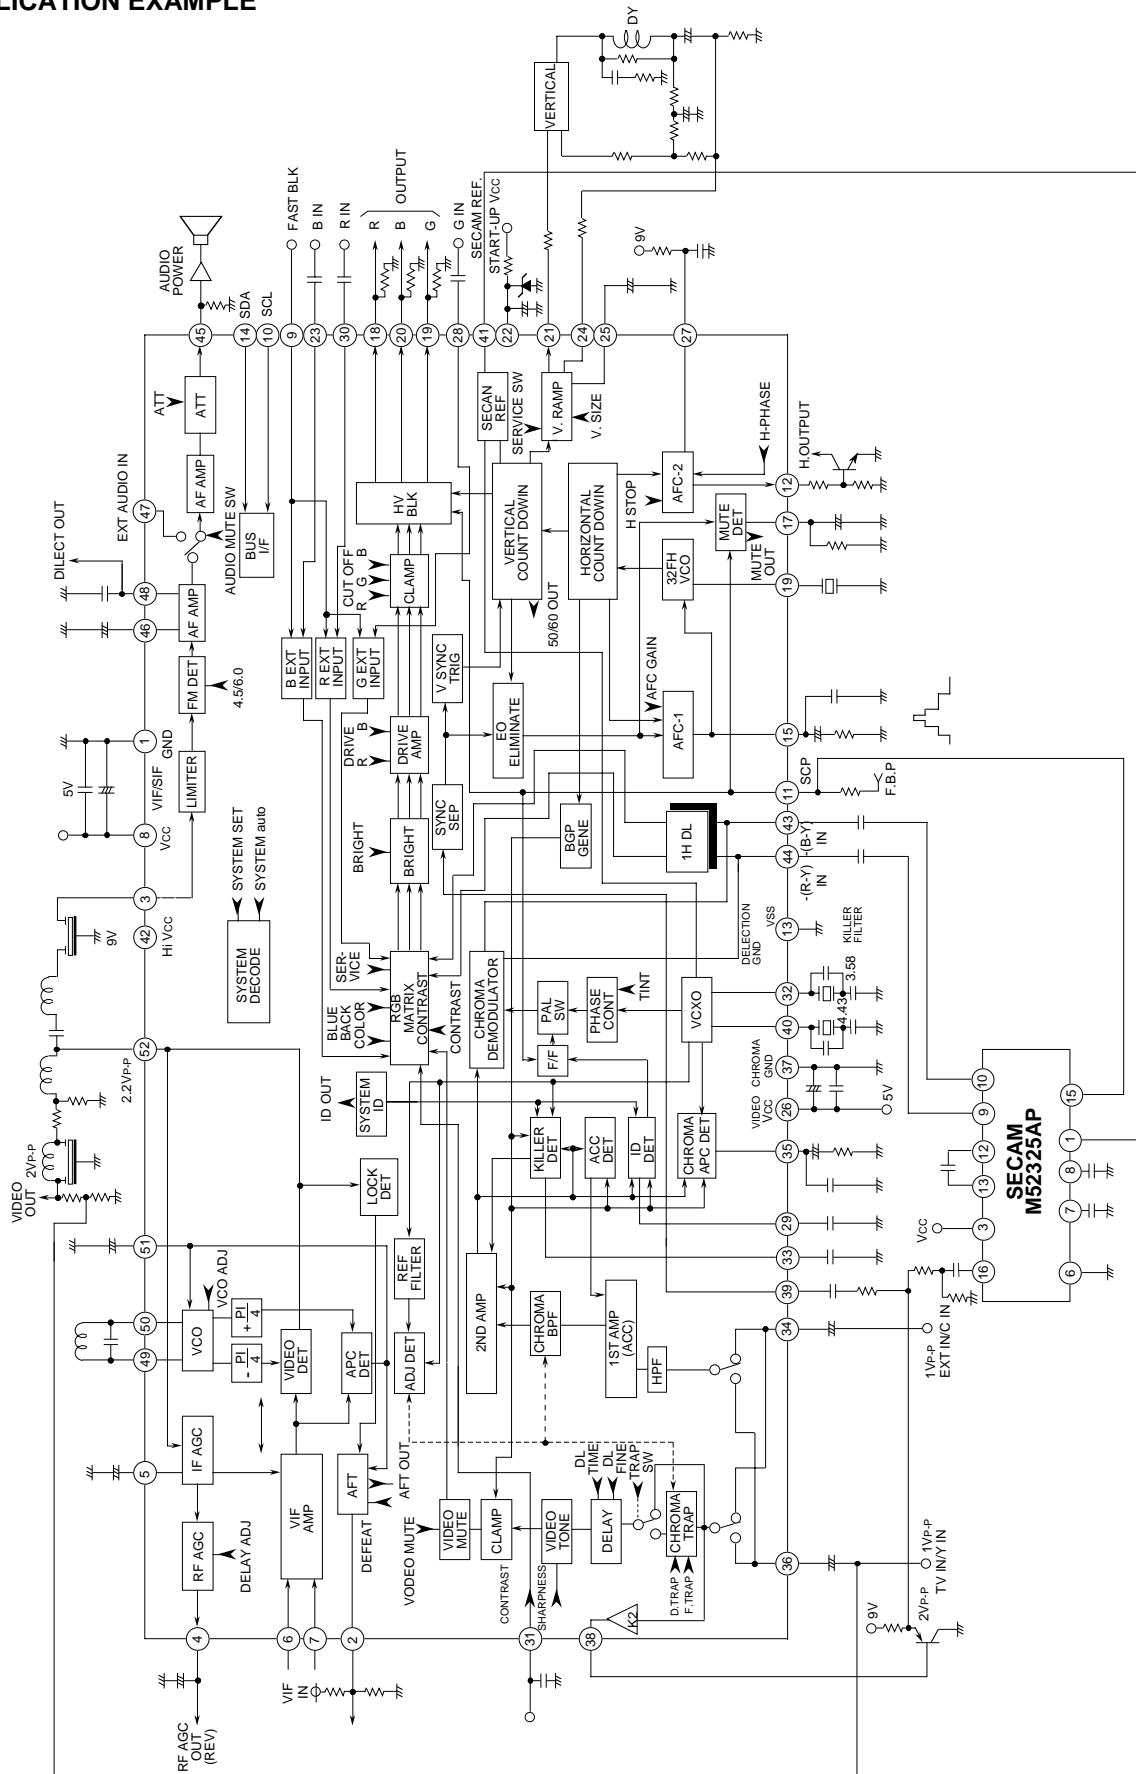 LICATION EXAMPLE
RF AGC
OUT
(REV)
4
RF AGC
DELAY ADJ
5
IF AGC
VIF
IN
6
7
VIF
AMP
2
AFT
DEFEAT
AFT OUT
49
50
VCO
VCO ADJ
- PI
4
+ PI
4
VIDEO
DET
APC
DET
51
VIDEO
OUT
2VP-P
2.2VP-P
52
LOCK
DET
ADJ DET
REF
FILTER
ID OUT
SYSTEM
ID
SYSTEM
DECODE
SYSTEM SET
SYSTEM auto
9V
42
Hi VCC
3
8
VCC
5V
VIF/SIF
1
GND
LIMITER
FM DET
4.5/6.0
46
48
DILECT OUT
AF AMP
47
EXT AUDIO IN
AUDIO MUTE SW
AF AMP
ATT
ATT
45
AUDIO
POWER
BUS
I/F
14
SDA
10
SCL
9
FAST BLK
23
B IN
30
R IN
18
R
20
B
19
G
OUTPUT
28
G IN
41
SECAM REF.
22
START-UP VCC
21
24
25
27
9V
VERTICAL
DY
VODEO MUTE
VIDEO
MUTE
CLAMP
CONTRAST
31
SHARPNESS
VIDEO
TONE
38
K2
DELAY
DL
TIME
DL
FINE
TRAP
SW
D.TRAP
F.TRAP
CHROMA
TRAP
2ND AMP
CHROMA
BPF
1ST AMP
(ACC)
HPF
BLUE
BACK
COLOR
SER-
VICE
RGB
MATRIX
CONTRAST
CONTRAST
BRIGHT
BRIGHT
DRIVE
R
B
DRIVE
AMP
CUT OFF
R
G
B
CLAMP
HV
BLK
B EXT
INPUT
R EXT
INPUT
G EXT
INPUT
SYNC
SEP
V SYNC
TRIG
EO
ELIMINATE
VERTICAL
COUNT DOWIN
50/60 OUT
SECAN
REF
SERVICE SW
V. RAMP
V. SIZE
HORIZONTAL
COUNT DOWIN
H STOP
AFC-2
H-PHASE
BGP
GENE
AFC GAIN
AFC-1
32FH
VCO
MUTE
DET
MUTE
OUT
1H DL
CHROMA
DEMODULATOR
PAL
SW
F/F
PHASE
CONT
TINT
VCXO
KILLER
DET
ACC
DET
ID
DET
CHROMA
APC DET
DELECTION
GND
36
1VP-P
TV IN/Y IN
9V
2VP-P
34
1VP-P
EXT IN/C IN
39
33
29
35
26
VIDEO
VCC
5V
37
CHROMA
GND
40
4.43
32
3.58
KILLER
FILTER
13
VSS
44
-(R-Y)
IN
43
-(B-Y)
IN
11
SCP
F.B.P
15
19
17
12
H.OUTPUT
SECAM
M52325AP
16
3
VCC
13
12
9
10
6
7
8
1
15